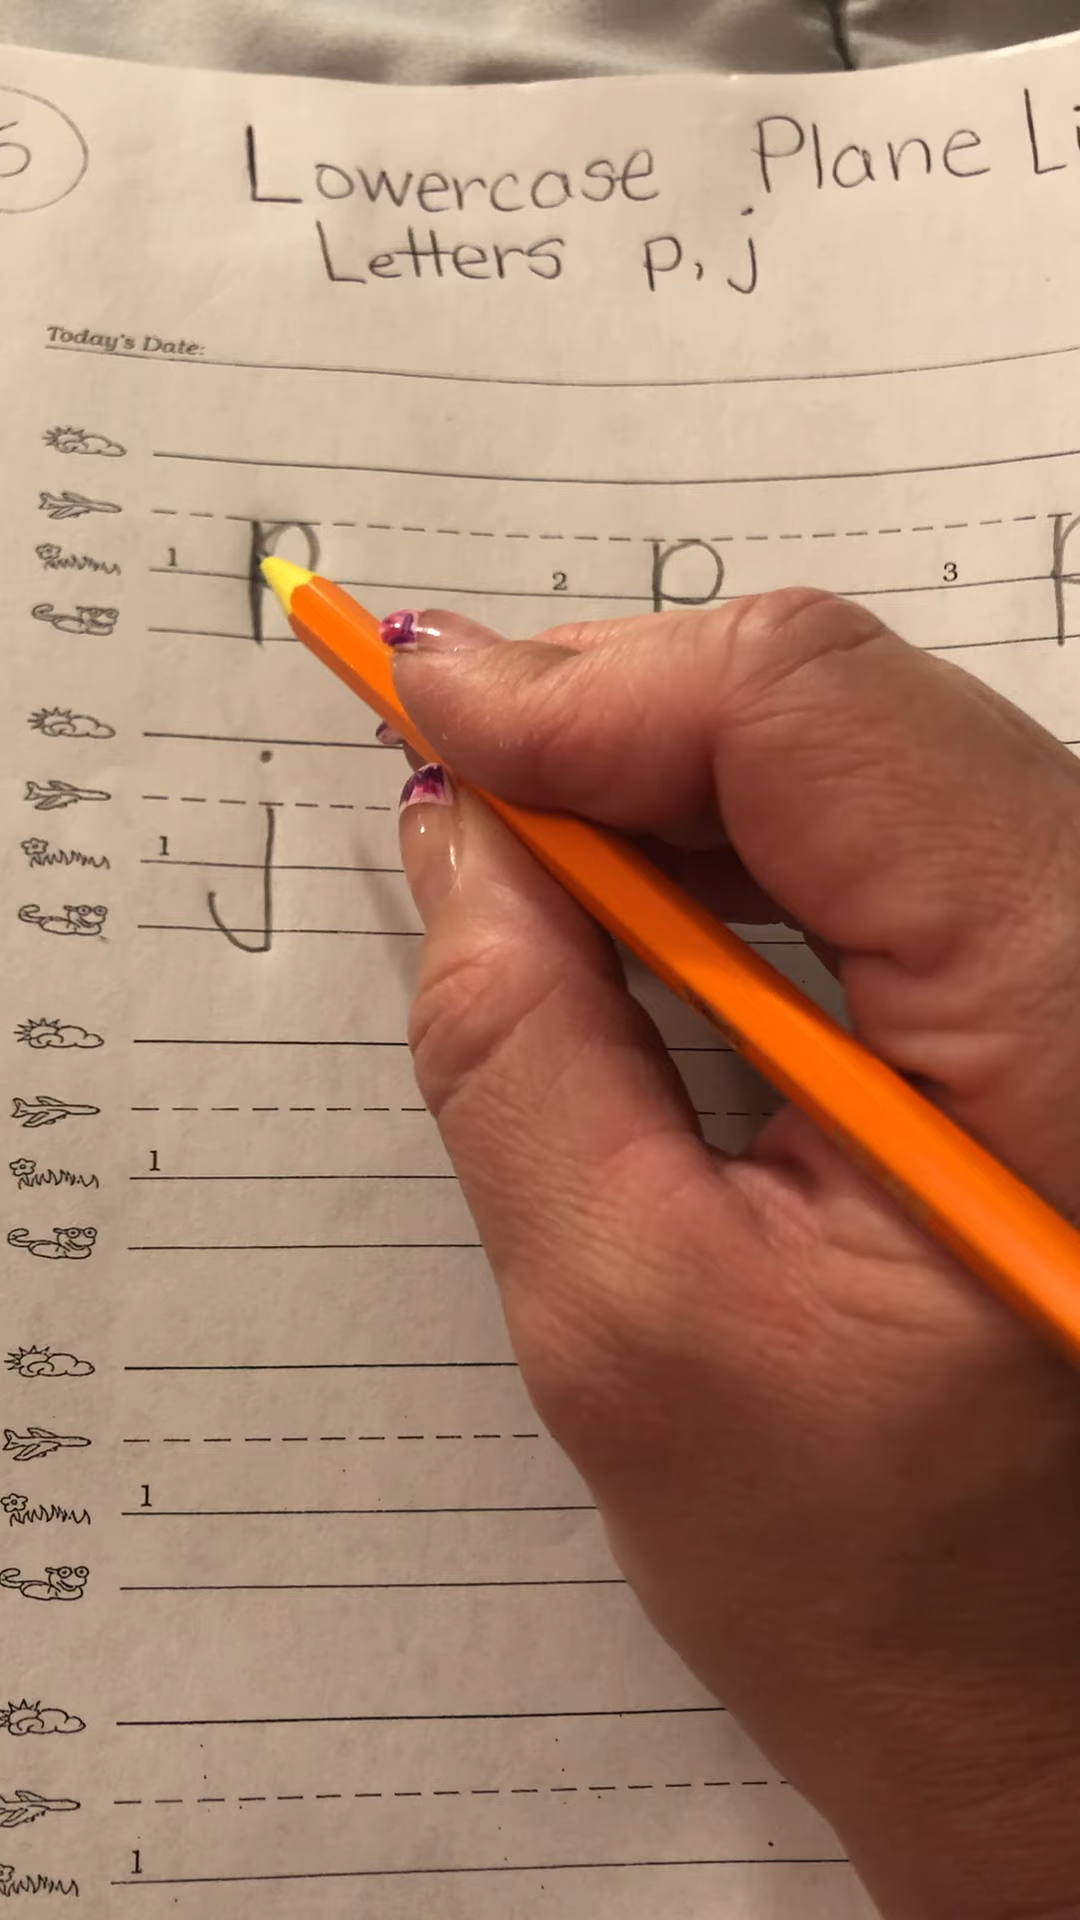 Lowercase Plane
Letters p, j
Today's Date:
1 p 2 p 3
1 j
1
1
1